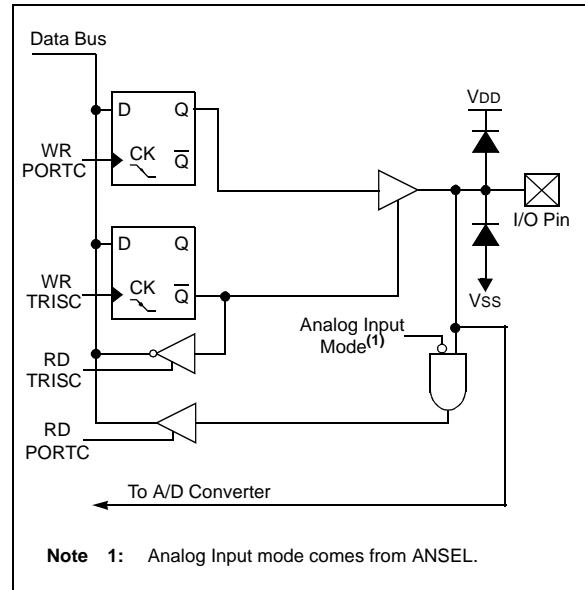 Data Bus
D Q
VDD
WR
PORTC
CK
Q
I/O Pin
D Q
WR
TRISC
CK
Q
VSS
Analog Input
Mode(1)
RD
TRISC
RD
PORTC
To A/D Converter
Note 1: Analog Input mode comes from ANSEL.